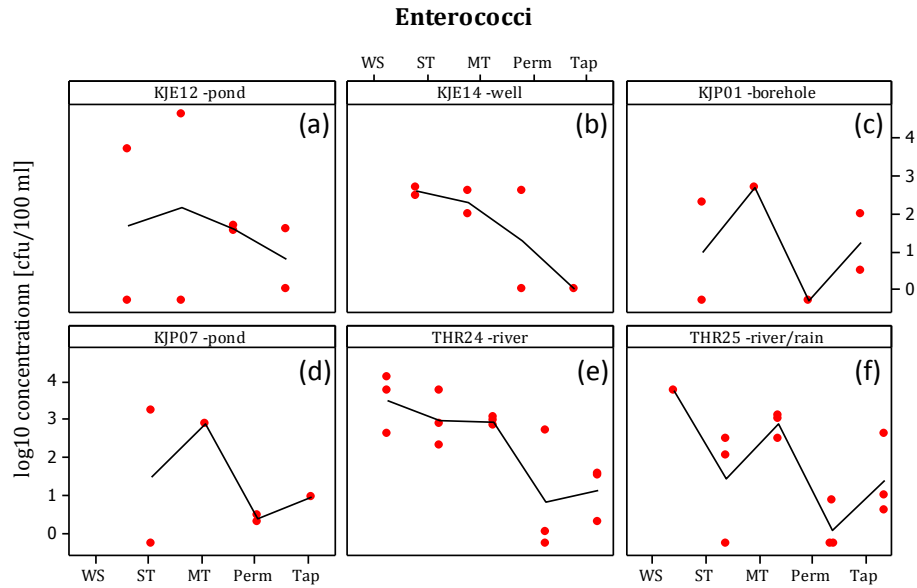 Enterococci
WS ST MT Perm Tap
KJE12 -pond KJE14 -well KJP01 -borehole
(a) (b) (c)
4
3
2
1
0
log10 concentrationn [cfu/100 ml]
KJP07 -pond THR24 -river THR25 -river/rain
(d) (e) (f)
4
3
2
1
0
WS ST MT Perm Tap WS ST MT Perm Tap